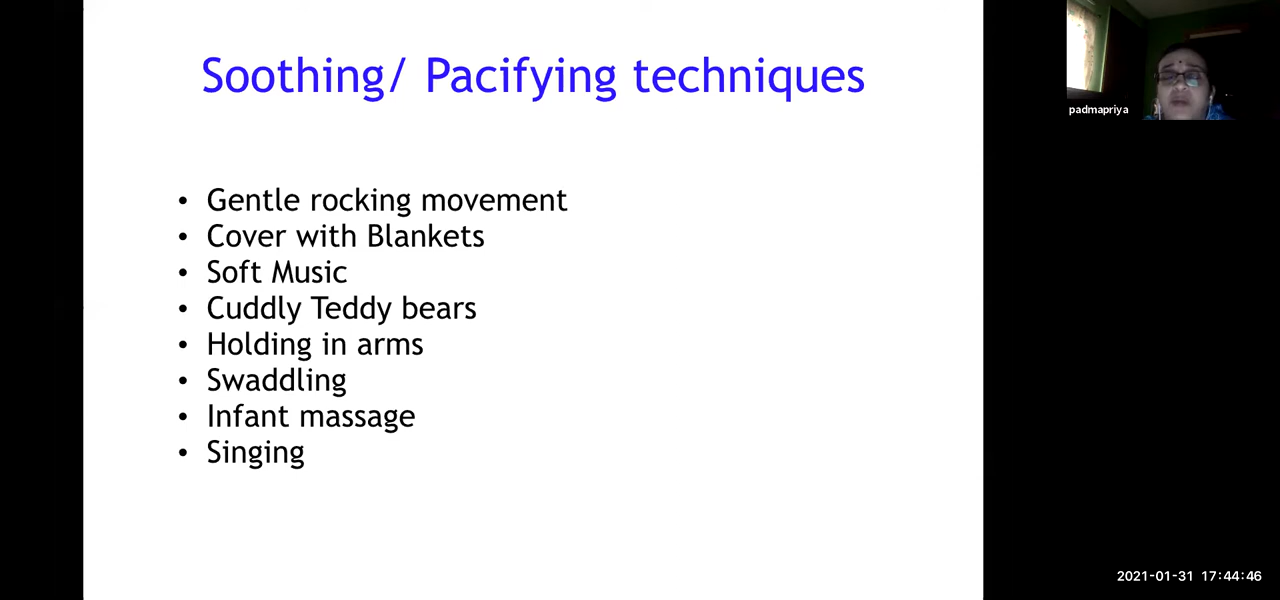 Soothing/ Pacifying techniques
• Gentle rocking movement
• Cover with Blankets
• Soft Music
• Cuddly Teddy bears
• Holding in arms
• Swaddling
• Infant massage
• Singing
padmapriya
2021-01-31 17:44:46